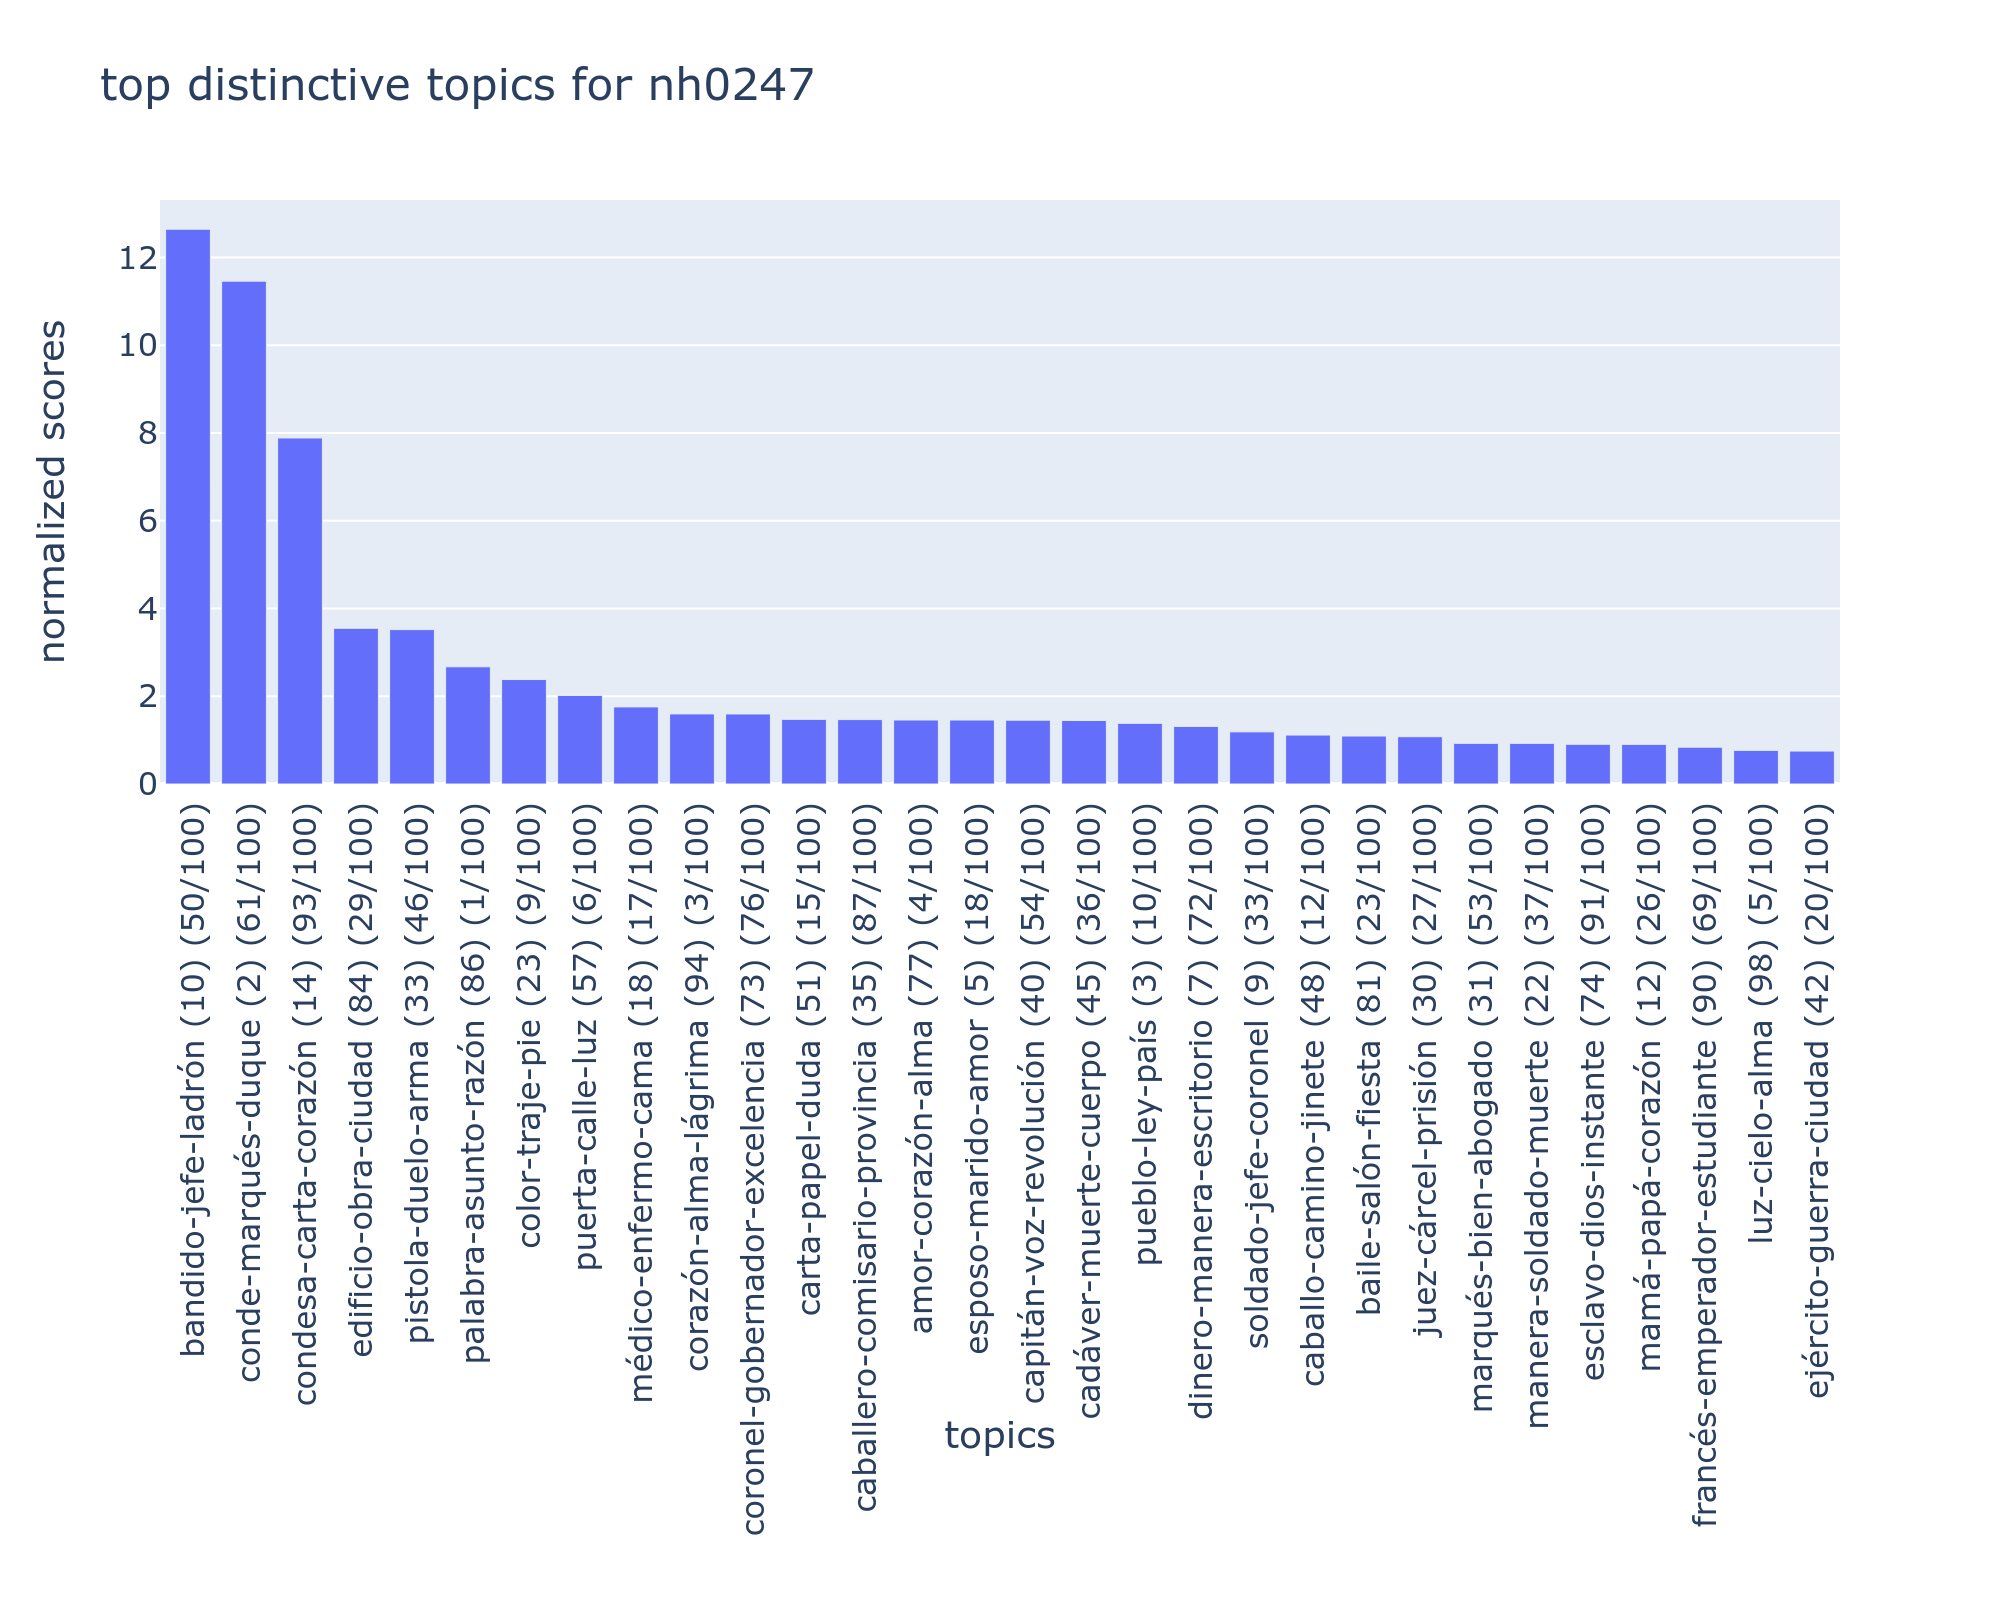 top distinctive topics for nh0247
normalized scores
12
10
8
6
4
2
0
bandido-jefe-ladrón (10) (50/100)
conde-marqués-duque (2) (61/100)
condesa-carta-corazón (14) (93/100)
edificio-obra-ciudad (84) (29/100)
pistola-duelo-arma (33) (46/100)
palabra-asunto-razón (86) (1/100)
color-traje-pie (23) (9/100)
puerta-calle-luz (57) (6/100)
médico-enfermo-cama (18) (17/100)
corazón-alma-lágrima (94) (3/100)
coronel-gobernador-excelencia (73) (76/100)
carta-papel-duda (51) (15/100)
caballero-comisario-provincia (35) (87/100)
amor-corazón-alma (77) (4/100)
esposo-marido-amor (5) (18/100)
capitán-voz-revolución (40) (54/100)
cadáver-muerte-cuerpo (45) (36/100)
pueblo-ley-país (3) (10/100)
dinero-manera-escritorio (7) (72/100)
soldado-jefe-coronel (9) (33/100)
caballo-camino-jinete (48) (12/100)
baile-salón-fiesta (81) (23/100)
juez-cárcel-prisión (30) (27/100)
marqués-bien-abogado (31) (53/100)
manera-soldado-muerte (22) (37/100)
esclavo-dios-instante (74) (91/100)
mamá-papá-corazón (12) (26/100)
francés-emperador-estudiante (90) (69/100)
luz-cielo-alma (98) (5/100)
ejército-guerra-ciudad (42) (20/100)
topics